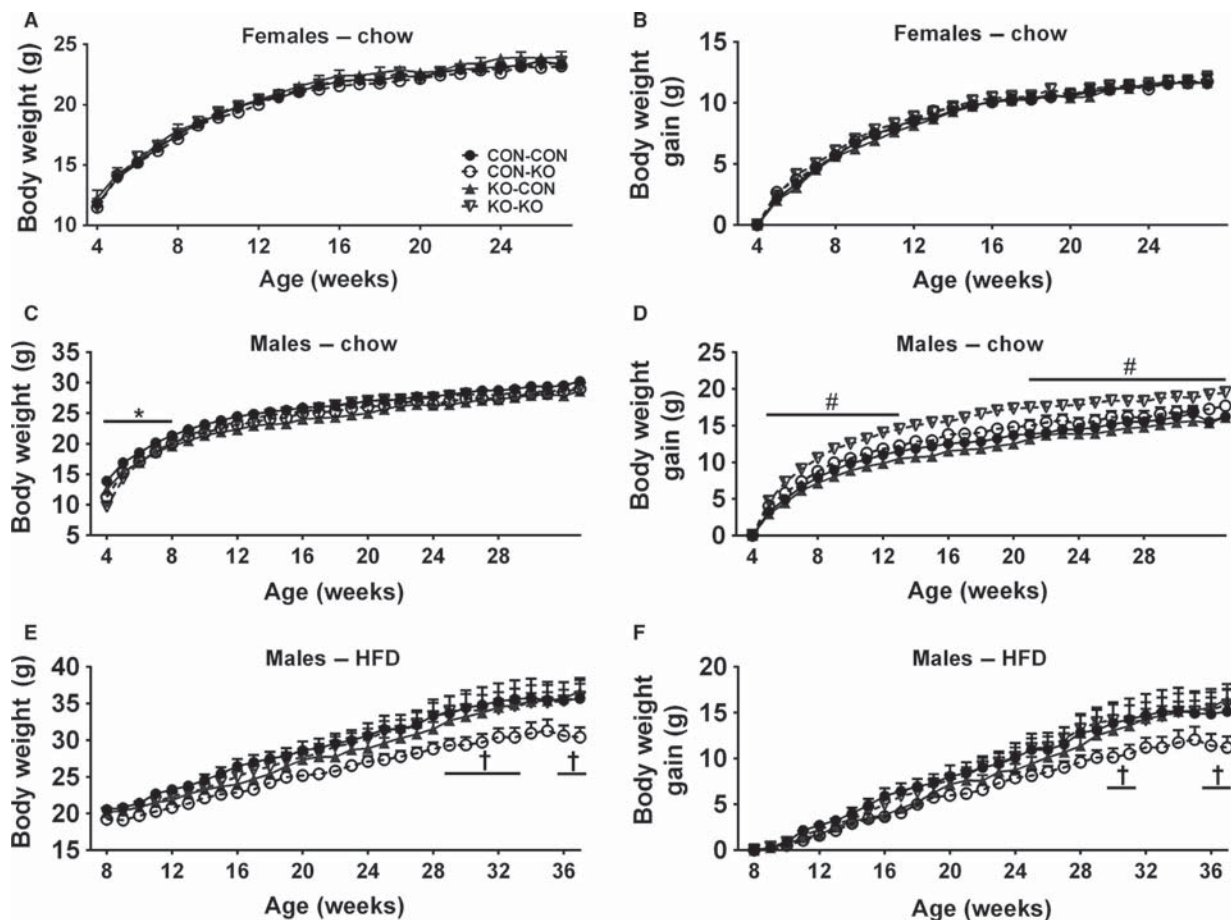 A
Females – chow
Body weight (g)
25
20
15
10
4 8 12 16 20 24
Age (weeks)
CON-CON
CON-KO
KO-CON
KO-KO
B
Females – chow
Body weight
gain (g)
15
10
5
0
4 8 12 16 20 24
Age (weeks)
C
Males – chow
Body weight (g)
35
30
25
20
15
10
5
*
4 8 12 16 20 24 28
Age (weeks)
D
Males – chow
Body weight
gain (g)
25
20
15
10
5
0
#
#
4 8 12 16 20 24 28
Age (weeks)
E
Males – HFD
Body weight (g)
40
35
30
25
20
15
†
†
8 12 16 20 24 28 32 36
Age (weeks)
F
Males – HFD
Body weight
gain (g)
20
15
10
5
0
†
†
8 12 16 20 24 28 32 36
Age (weeks)